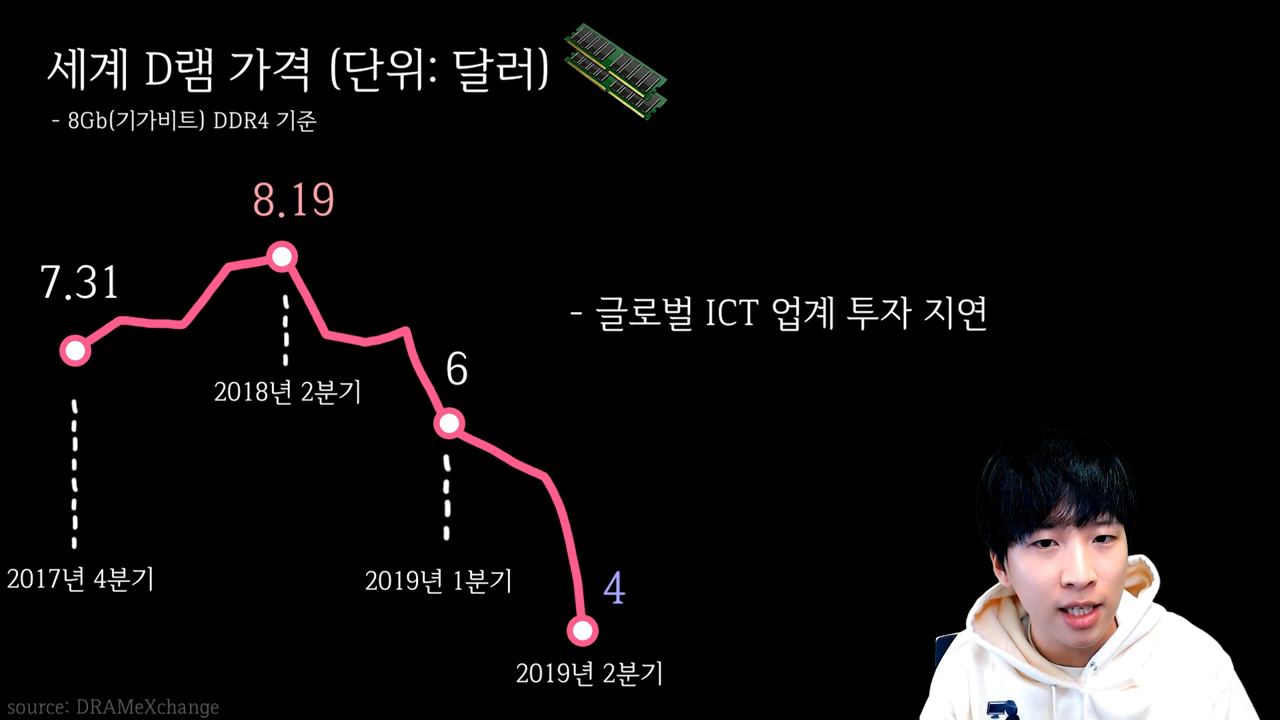 세계 D램 가격 (단위: 달러)
- 8Gb(기가비트) DDR4 기준
8.19
7.31
- 글로벌 ICT 업계 투자 지연
6
2018년 2분기
2017년 4분기
2019년 1분기
4
2019년 2분기
source: DRAMeXchange